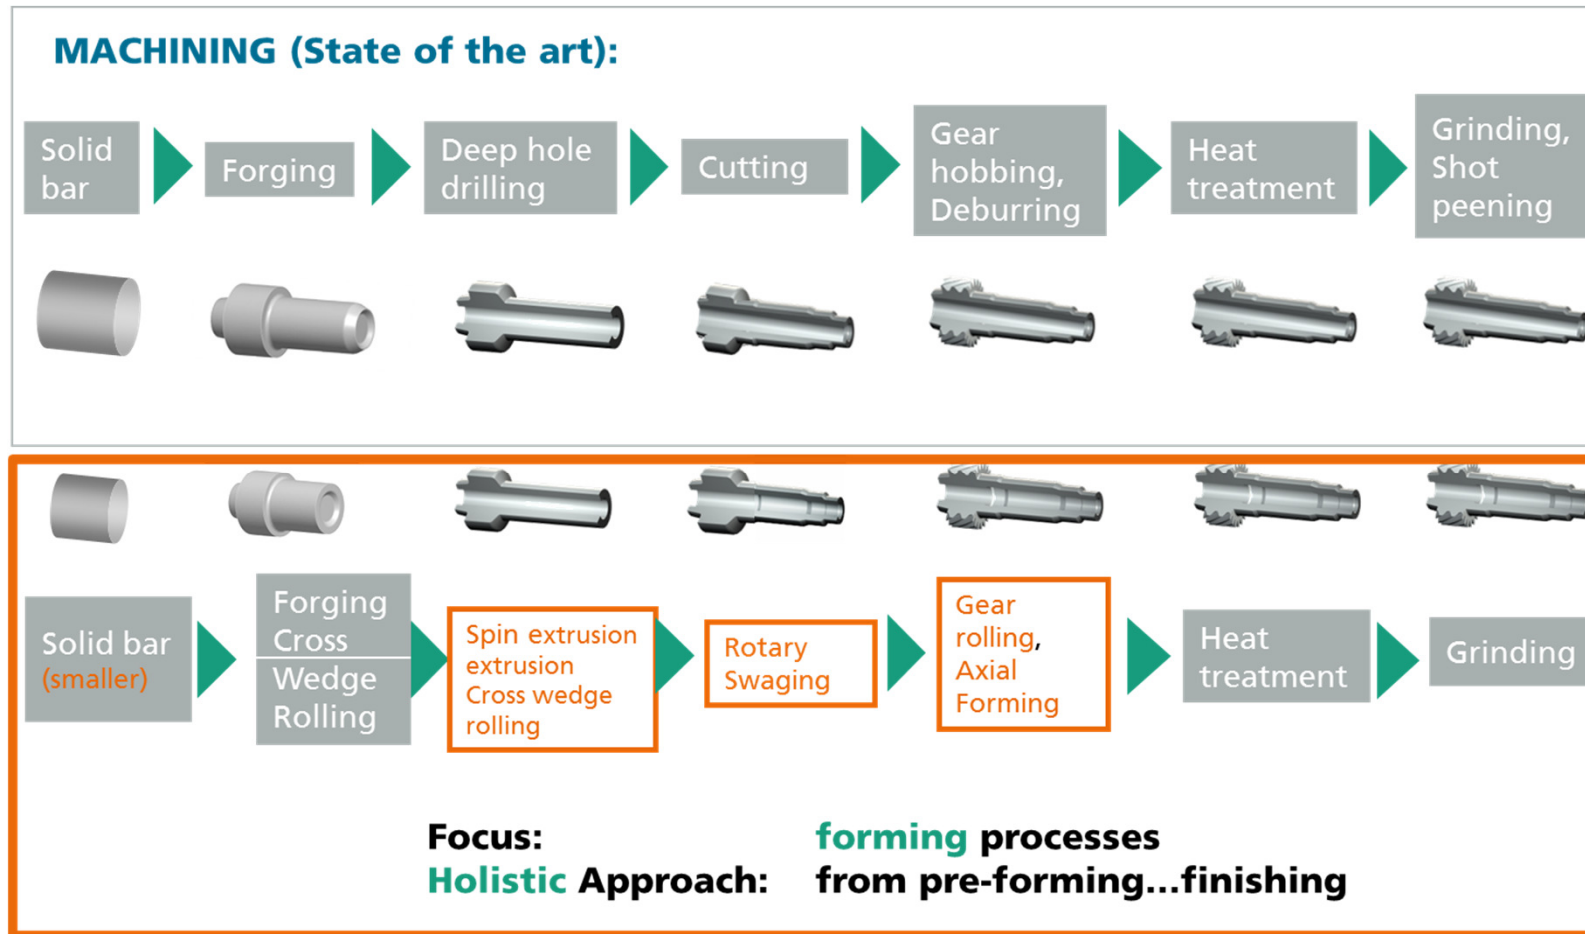 MACHINING (State of the art):
Solid
bar
Forging
Deep hole
drilling
Cutting
Gear
hobbing,
Deburring
Heat
treatment
Grinding,
Shot
peening
Solid bar
(smaller)
Forging
Cross
Wedge
Rolling
Spin extrusion
extrusion
Cross wedge
rolling
Rotary
Swaging
Gear
rolling,
Axial
Forming
Heat
treatment
Grinding
Focus: forming processes
Holistic Approach: from pre-forming...finishing